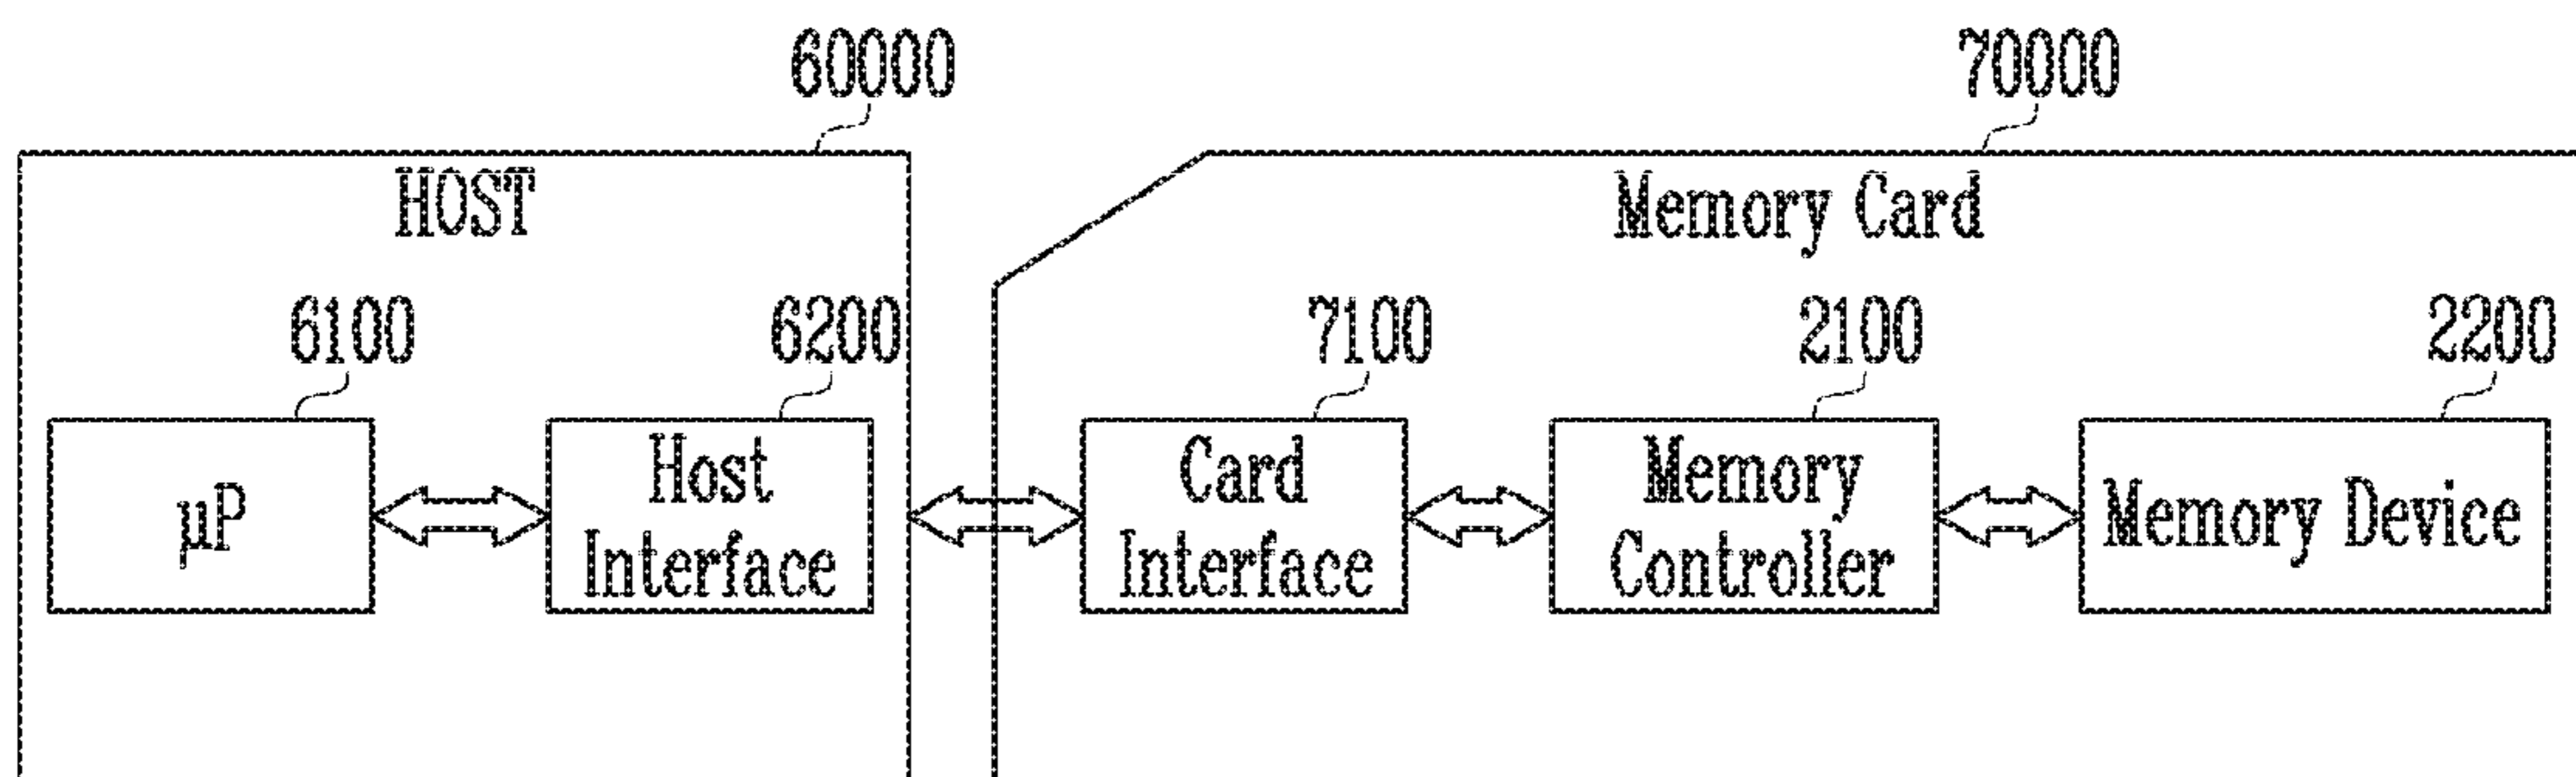 60000
70000
HOST
Memory Card
6100
6200
7100
2100
2200
μP
Host
Interface
Card
Interface
Memory
Controller
Memory Device